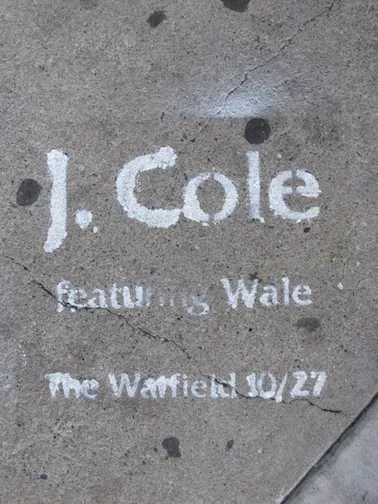 J. Cole
featuring Wale
The Warfield 10/27